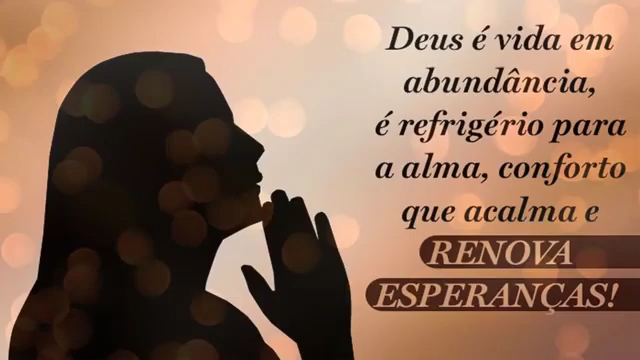 Deus é vida em
abundância,
é refrigério para
a alma, conforto
que acalma e
RENOVA
ESPERANÇAS!